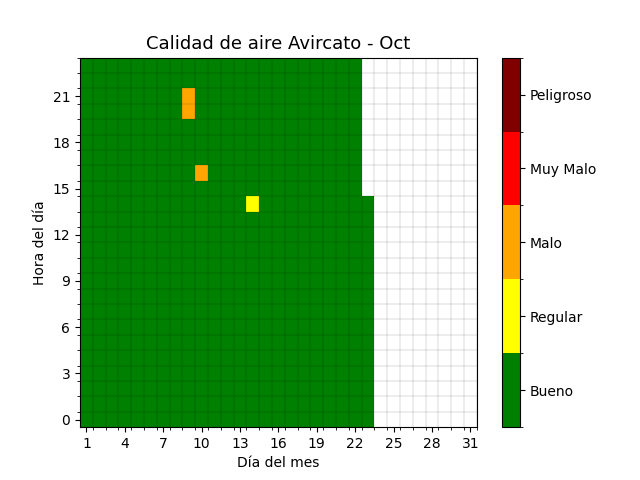 Calidad de aire Avircato - Oct
Hora del día
21
18
15
12
9
6
3
0
1 4 7 10 13 16 19 22 25 28 31
Día del mes
Peligroso
Muy Malo
Malo
Regular
Bueno